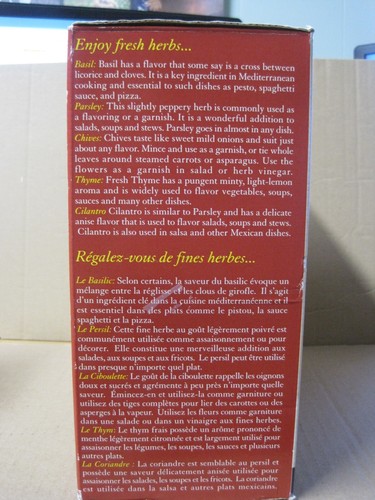 Enjoy fresh herbs...
Basil: Basil has a flavor that some say is a cross between
licorice and cloves. It is a key ingredient in Mediterranean
cooking and essential to such dishes as pesto, spaghetti
sauce, and pizza.
Parsley: This slightly peppery herb is commonly used as
a flavoring or a garnish. It is a wonderful addition to
salads, soups and stews. Parsley goes in almost in any dish.
Chives: Chives taste like sweet mild onions and suit just
about any flavor. Mince and use as a garnish, or tie whole
leaves around steamed carrots or asparagus. Use the
flowers as a garnish in salad or herb vinegar.
Thyme: Fresh Thyme has a pungent minty, light-lemon
aroma and is widely used to flavor vegetables, soups,
sauces and many other dishes.
Cilantro Cilantro is similar to Parsley and has a delicate
anise flavor that is used to flavor salads, soups and stews.
Cilantro is also used in salsa and other Mexican dishes.
Régalez-vous de fines herbes...
Le Basilic: Selon certains, la saveur du basilic évoque un
mélange entre la réglisse et les clous de girofle. Il s'agit
d'un ingrédient clé dans la cuisine méditerranéenne et il
est essentiel dans des plats comme le pistou, la sauce
spaghetti et la pizza.
Le Persil: Cette fine herbe au goût légèrement poivré est
communément utilisée comme assaisonnement ou pour
décorer. Elle constitue une merveilleuse addition aux
salades, aux soupes et aux fricots. Le persil peut être utilisé
dans presque n'importe quel plat.
La Ciboulette: Le goût de la ciboulette rappelle les oignons
doux et sucrés et agrémente à peu près n'importe quelle
saveur. Émincez-en et utilisez-la comme garniture ou
utilisez des tiges complètes pour lier des carottes ou des
asperges à la vapeur. Utilisez les fleurs comme garniture
dans une salade ou dans un vinaigre aux fines herbes.
Le Thym: Le thym frais possède un arôme prononcé de
menthe légèrement citronnée et est largement utilisé pour
assaisonner les légumes, les soupes, les sauces et plusieurs
autres plats.
La Coriandre : La coriandre est semblable au persil et
possède une saveur délicatement anisée utilisée pour
assaisonner les salades, les soupes et les fricots. La coriandre
est utilisée dans la salsa et autres plats mexicains.